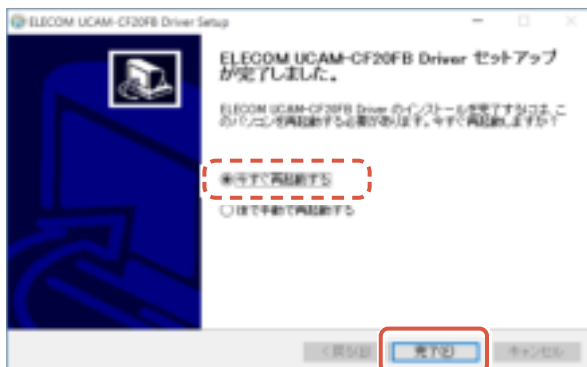 ELECOM UCAM-CF20FB Driver Setup
ELECOM UCAM-CF20FB Driver セットアップ
が完了しました。
ELECOM UCAM-CF20FB Driver のインストールを完了するには、こ
のパソコンを再起動する必要があります。今すぐ再起動しますか?
今すぐ再起動する
後で手動で再起動する
< 戻る(B)
完了(F)
キャンセル